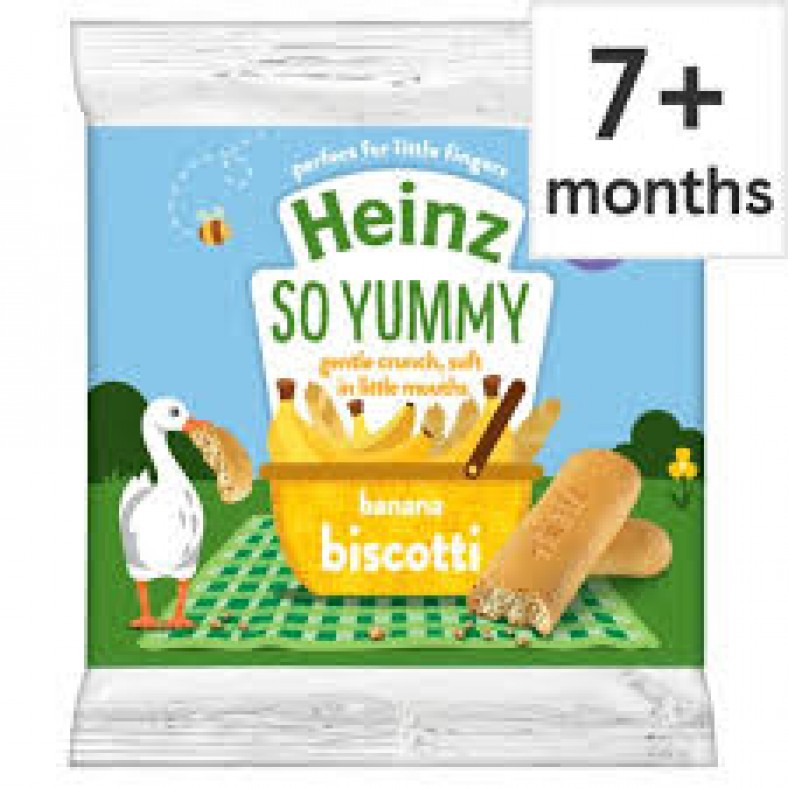 7+
months
perfect for little fingers
Heinz
SO YUMMY
gentle crunch, soft
in little mouths
banana
biscotti